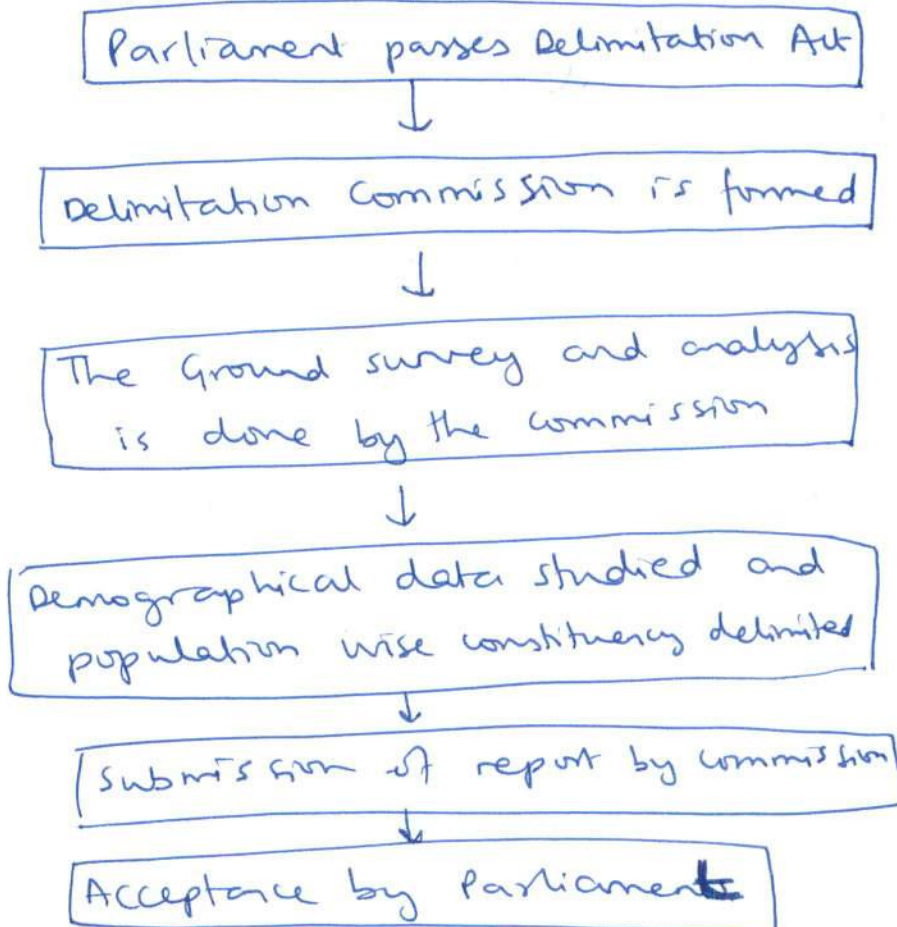 Parliament passes Delimitation Act
Delimitation Commission is formed
The Ground survey and analysis
is done by the commission
Demographical data studied and
population wise constituency delimited
Submission of report by commission
Acceptance by Parliament